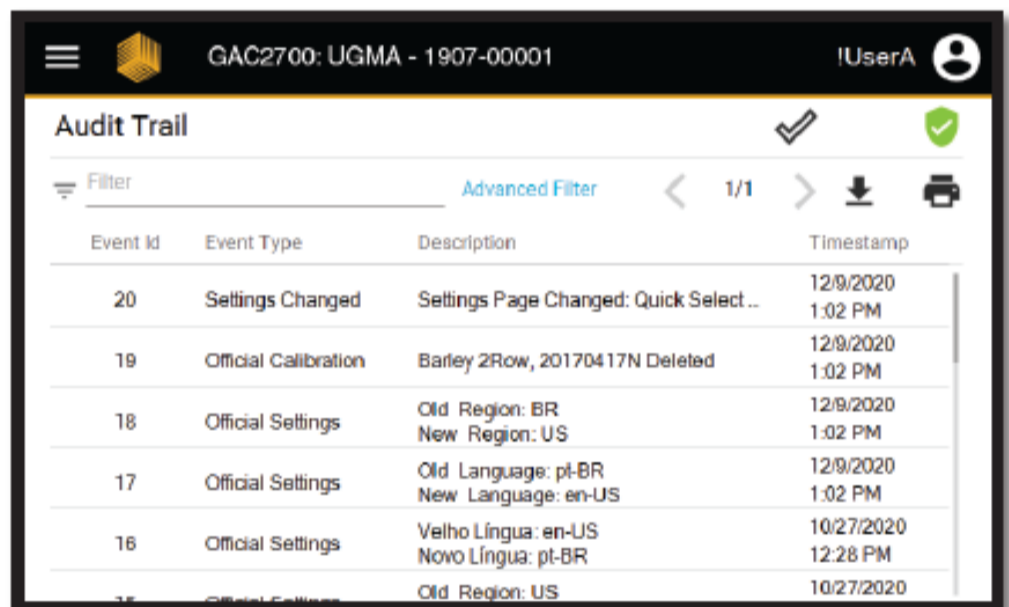 GAC2700: UGMA - 1907-00001 !UserA
Audit Trail
Filter Advanced Filter 1/1
Event Id Event Type Description Timestamp
20 Settings Changed Settings Page Changed: Quick Select ... 12/9/2020
1:02 PM
19 Official Calibration Barley 2Row, 20170417N Deleted 12/9/2020
1:02 PM
18 Official Settings Old Region: BR
New Region: US 12/9/2020
1:02 PM
17 Official Settings Old Language: pt-BR
New Language: en-US 12/9/2020
1:02 PM
16 Official Settings Velho Língua: en-US
Novo Língua: pt-BR 10/27/2020
12:28 PM
Old Region: US 10/27/2020